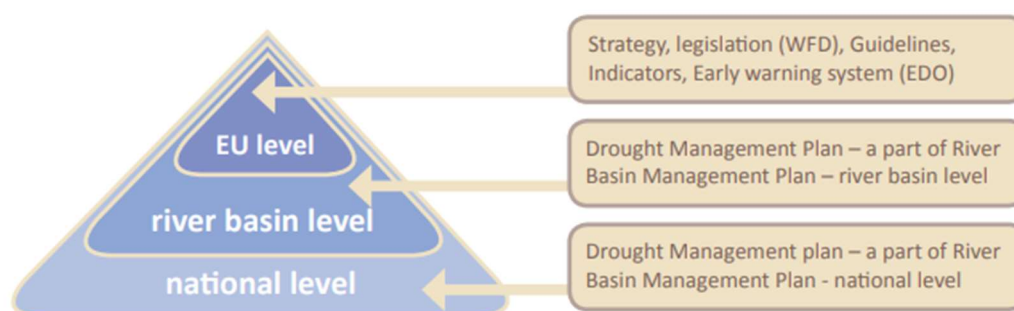 Strategy, legislation (WFD), Guidelines,
Indicators, Early warning system (EDO)
EU level
Drought Management Plan – a part of River
Basin Management Plan – river basin level
river basin level
Drought Management plan – a part of River
Basin Management Plan - national level
national level